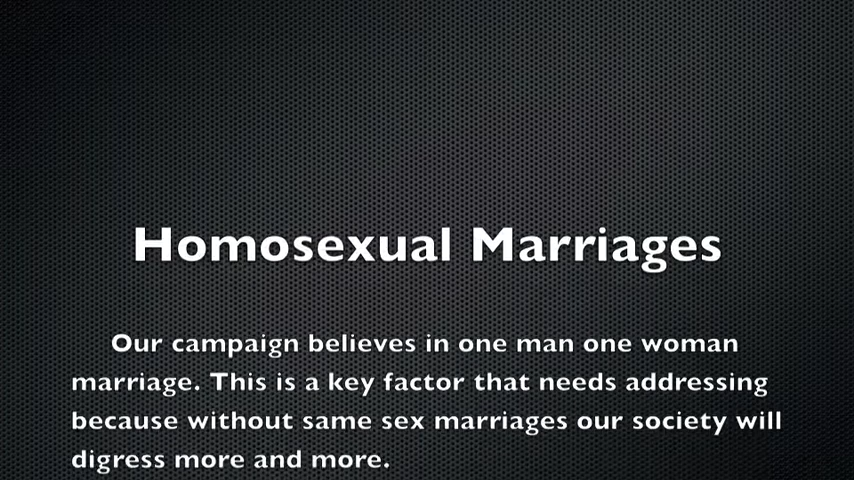 Homosexual Marriages
Our campaign believes in one man one woman
marriage. This is a key factor that needs addressing
because without same sex marriages our society will
digress more and more.